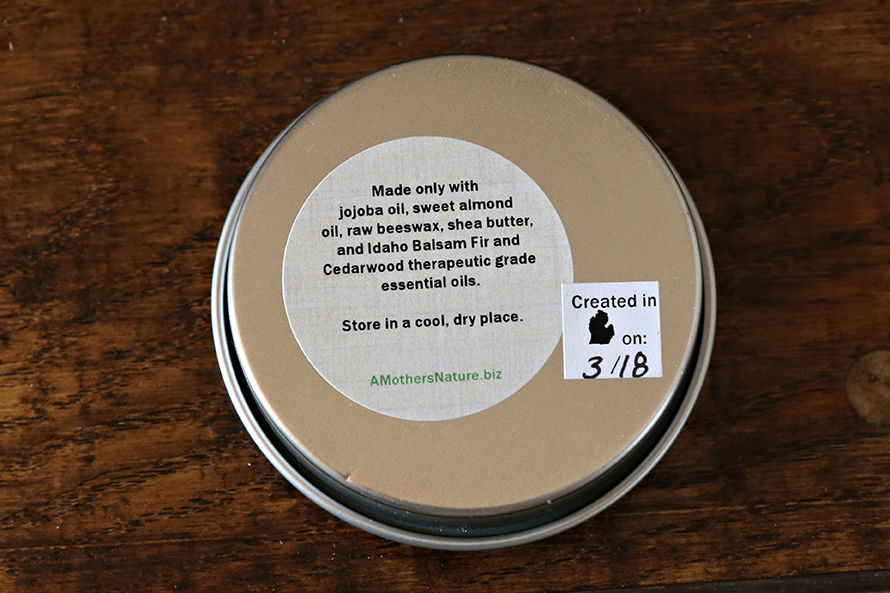 Made only with
jojoba oil, sweet almond
oil, raw beeswax, shea butter,
and Idaho Balsam Fir and
Cedarwood therapeutic grade
essential oils.
Store in a cool, dry place.
AMothersNature.biz
Created in
on:
3/18